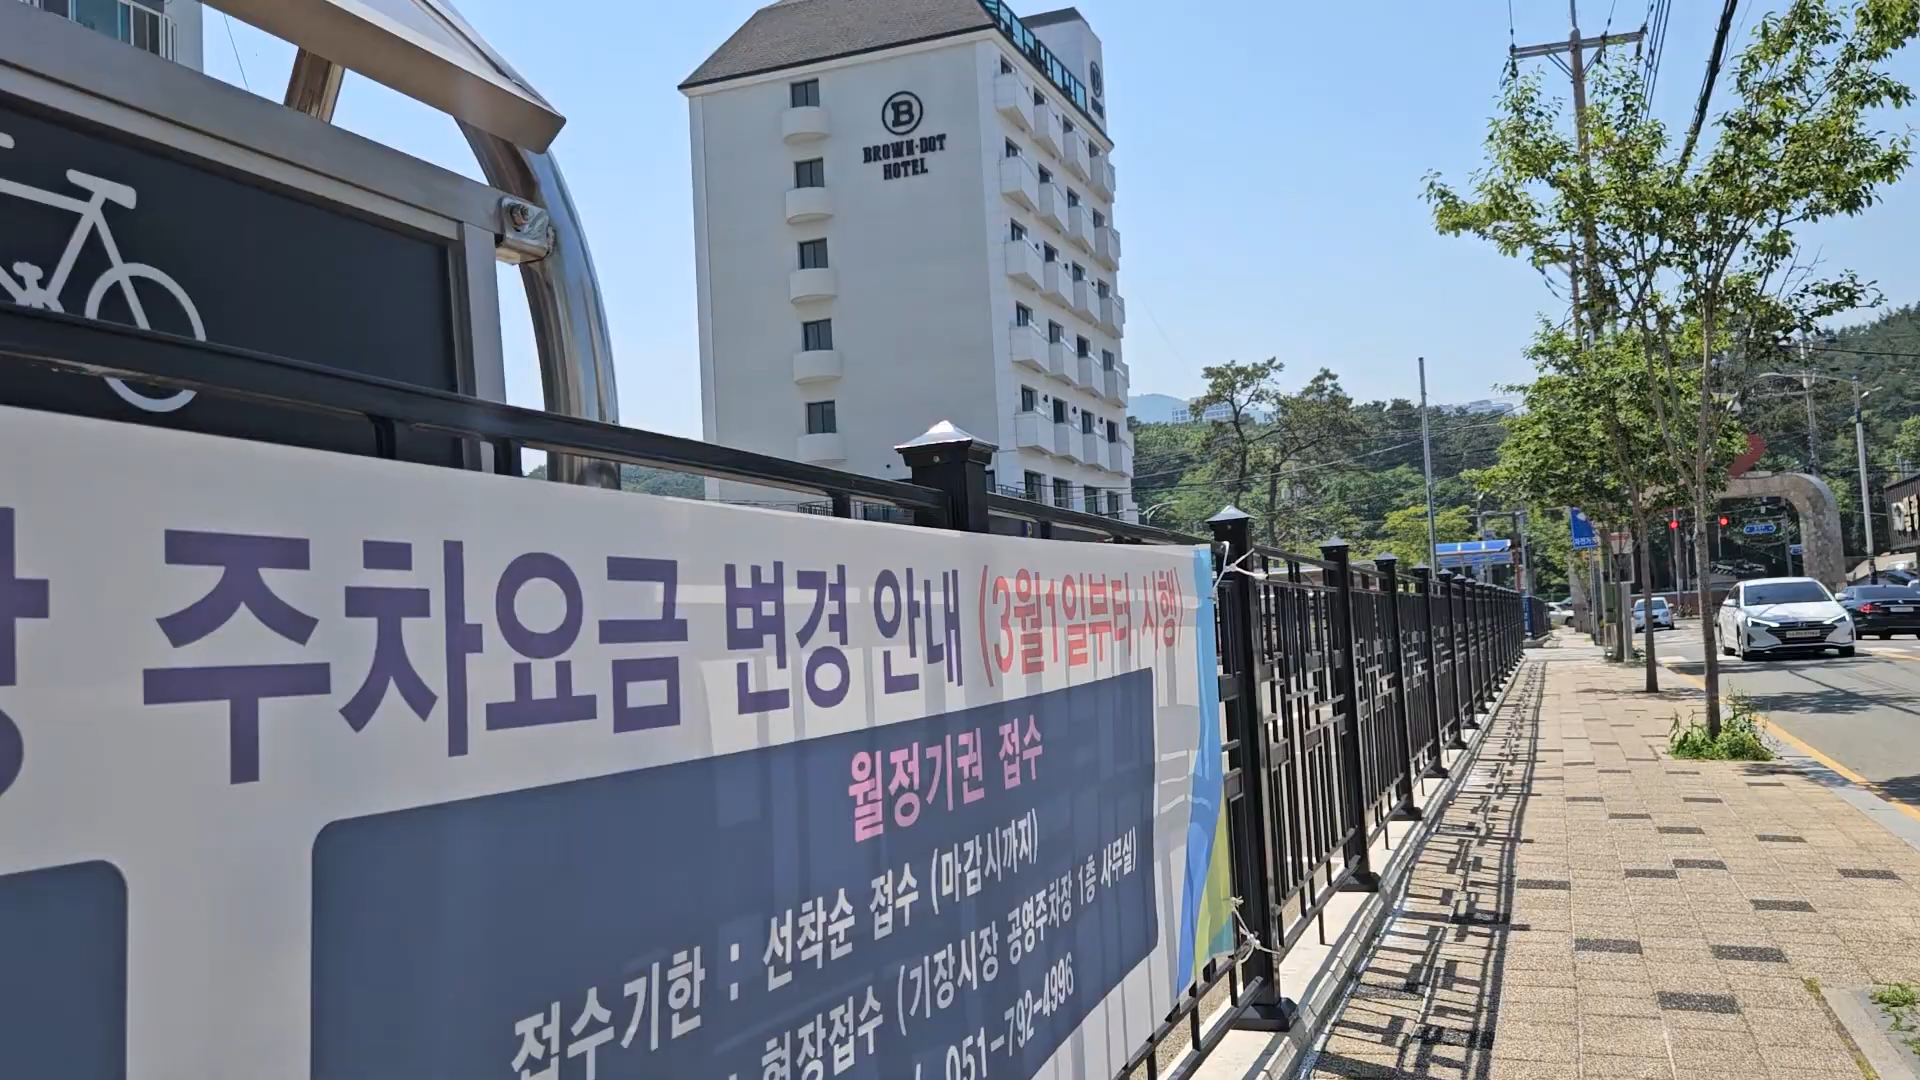 B
BROWN-DOT
HOTEL
주차요금 변경 안내 (3월1일부터 시행)
월정기권 접수
접수기한 : 선착순 접수 (마감시까지)
현장접수 (기장시장 공영주차장 1층 사무실)
051-792-4996